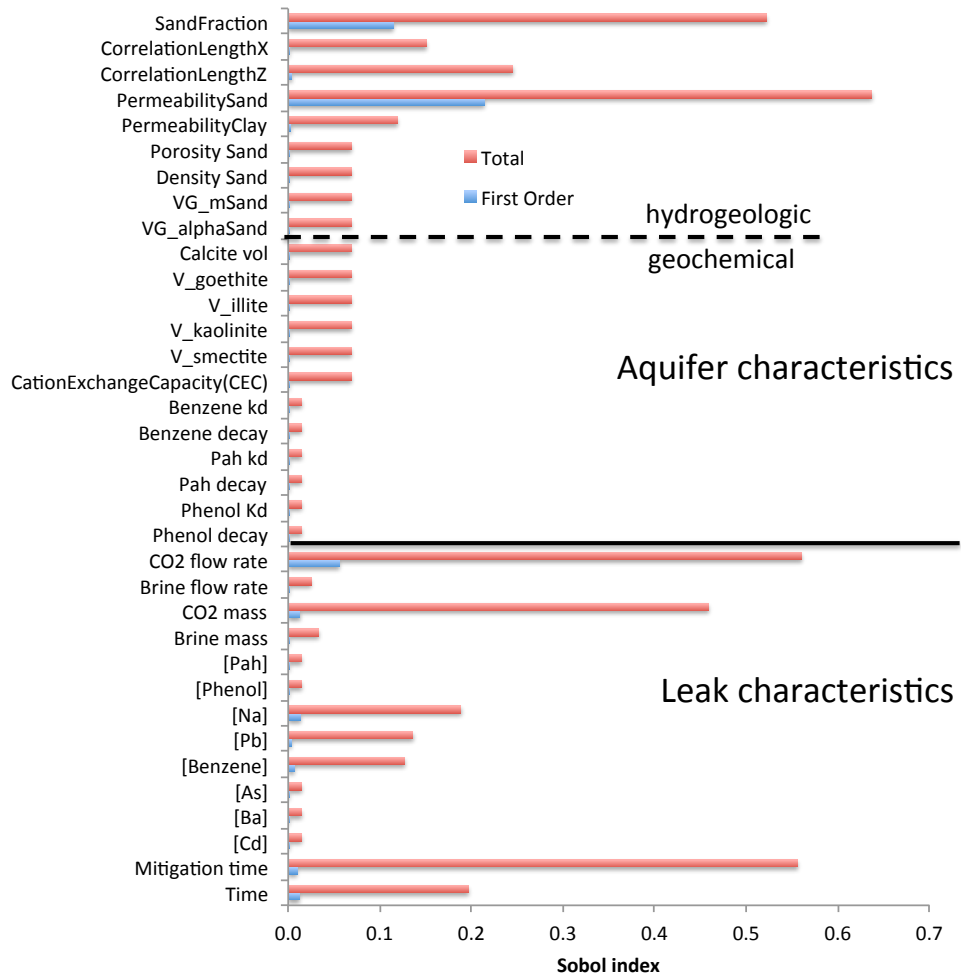 SandFraction
CorrelationLengthX
CorrelationLengthZ
PermeabilitySand
PermeabilityClay
Porosity Sand
Density Sand
VG_mSand
VG_alphaSand
Calcite vol
V_goethite
V_illite
V_kaolinite
V_smectite
CationExchangeCapacity(CEC)
Benzene kd
Benzene decay
Pah kd
Pah decay
Phenol Kd
Phenol decay
CO2 flow rate
Brine flow rate
CO2 mass
Brine mass
[Pah]
[Phenol]
[Na]
[Pb]
[Benzene]
[As]
[Ba]
[Cd]
Mitigation time
Time
Total
First Order
hydrogeologic
geochemical
Aquifer characteristics
Leak characteristics
0.0 0.1 0.2 0.3 0.4 0.5 0.6 0.7
Sobol index